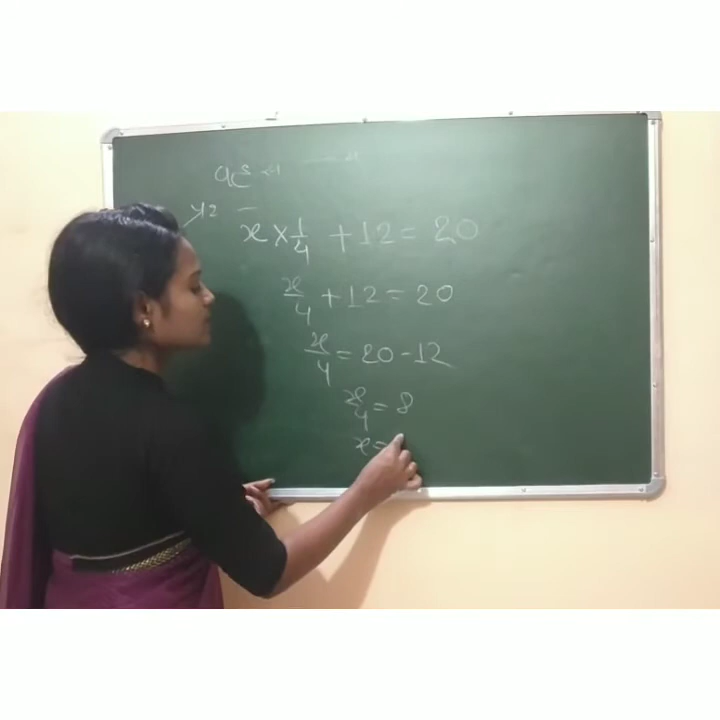 x × 1/4 + 12 = 20
x/4 + 12 = 20
x/4 = 20 - 12
x/4 = 8
x =